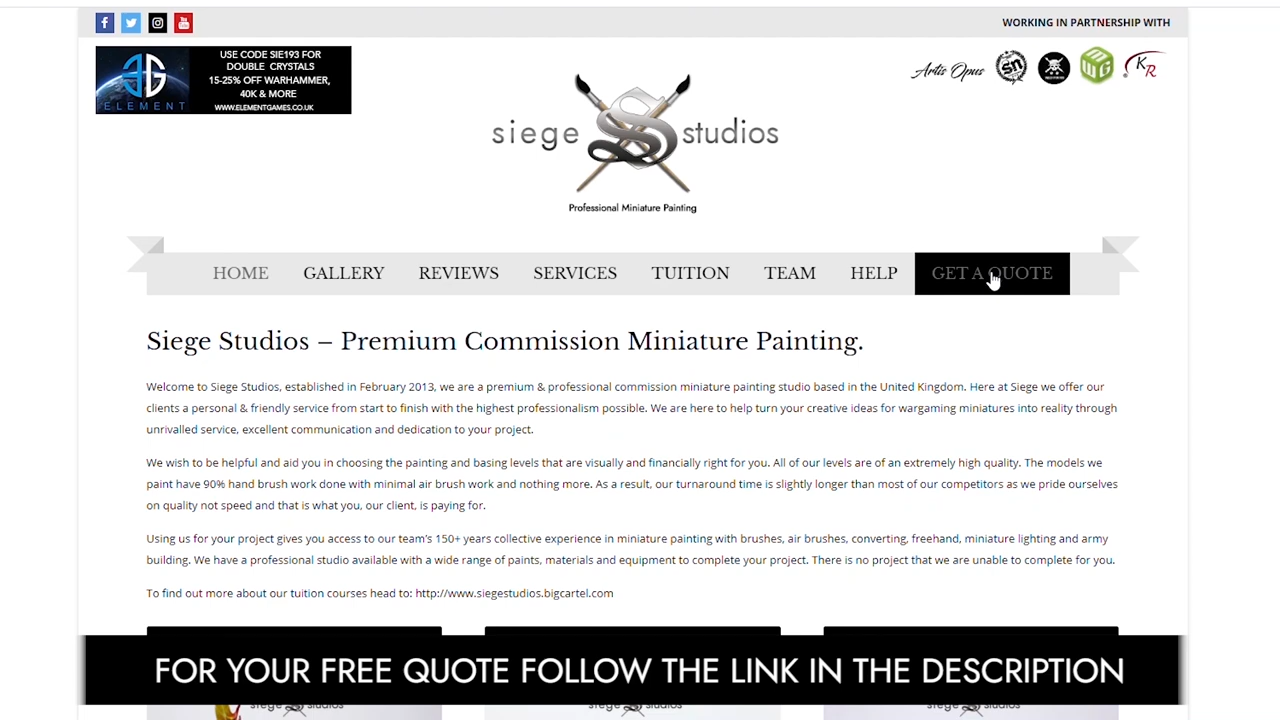 WORKING IN PARTNERSHIP WITH
USE CODE SIE193 FOR
DOUBLE CRYSTALS
15-25% OFF WARHAMMER,
40K & MORE
WWW.ELEMENTGAMES.CO.UK
ELEMENT
Artis Opus
KR
siege S studios
Professional Miniature Painting
HOME GALLERY REVIEWS SERVICES TUITION TEAM HELP GET A QUOTE
Siege Studios – Premium Commission Miniature Painting.
Welcome to Siege Studios, established in February 2013, we are a premium & professional commission miniature painting studio based in the United Kingdom. Here at Siege we offer our
clients a personal & friendly service from start to finish with the highest professionalism possible. We are here to help turn your creative ideas for wargaming miniatures into reality through
unrivalled service, excellent communication and dedication to your project.
We wish to be helpful and aid you in choosing the painting and basing levels that are visually and financially right for you. All of our levels are of an extremely high quality. The models we
paint have 90% hand brush work done with minimal air brush work and nothing more. As a result, our turnaround time is slightly longer than most of our competitors as we pride ourselves
on quality not speed and that is what you, our client, is paying for.
Using us for your project gives you access to our team’s 150+ years collective experience in miniature painting with brushes, air brushes, converting, freehand, miniature lighting and army
building. We have a professional studio available with a wide range of paints, materials and equipment to complete your project. There is no project that we are unable to complete for you.
To find out more about our tuition courses head to: http://www.siegestudios.bigcartel.com
FOR YOUR FREE QUOTE FOLLOW THE LINK IN THE DESCRIPTION